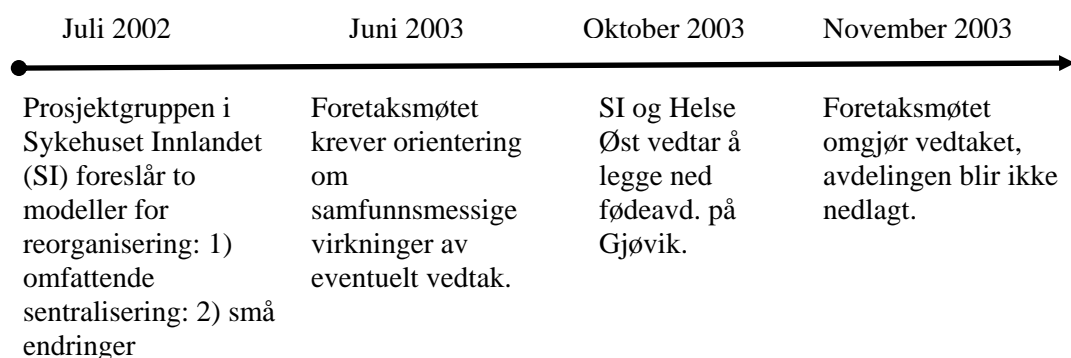 Juli 2002
Juni 2003
Oktober 2003
November 2003
Prosjektgruppen i
Sykehuset Innlandet
(SI) foreslår to
modeller for
reorganisering: 1)
omfattende
sentralisering: 2) små
endringer
Foretaksmøtet
krever orientering
om
samfunnsmessige
virkninger av
eventuelt vedtak.
SI og Helse
Øst vedtar å
legge ned
fødeavd. på
Gjøvik.
Foretaksmøtet
omgjør vedtaket,
avdelingen blir ikke
nedlagt.